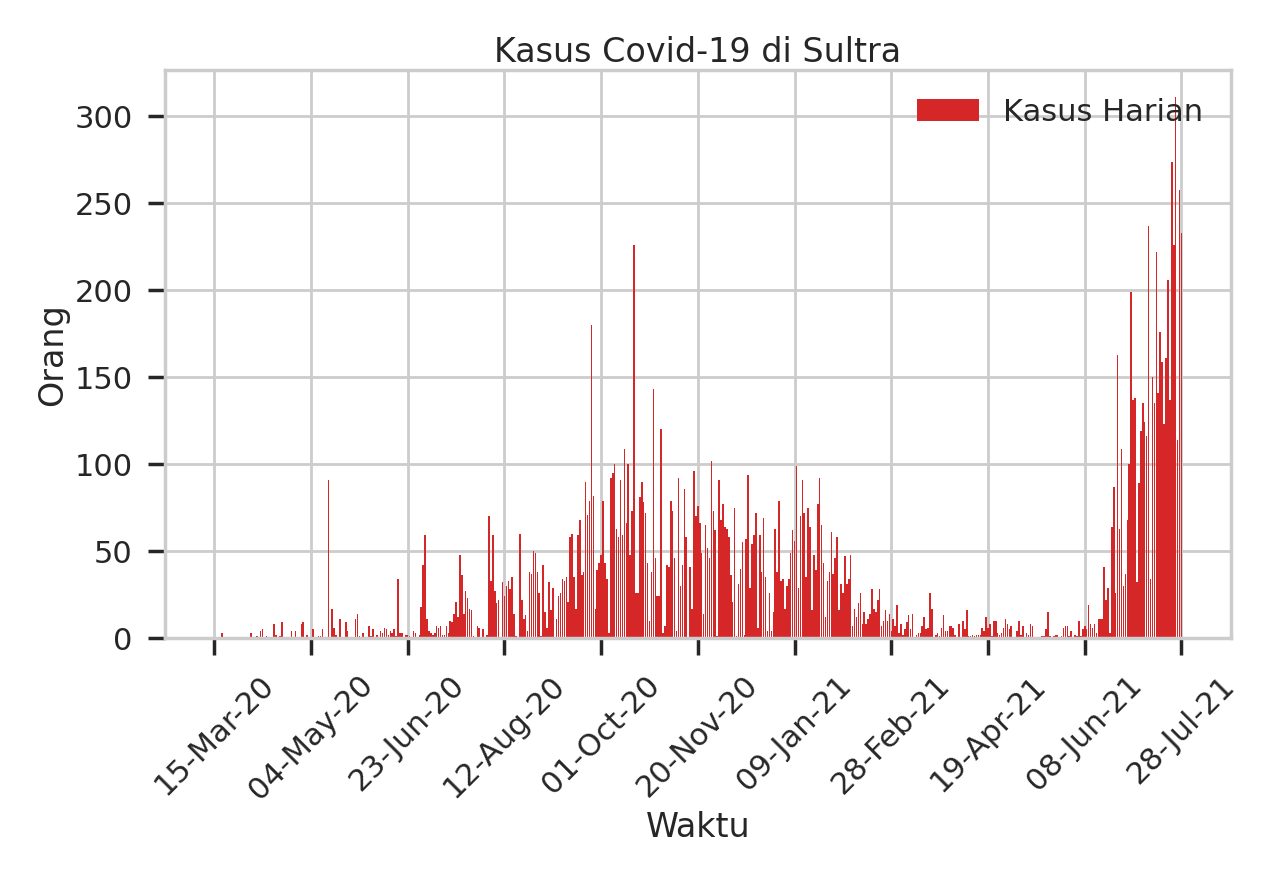 Kasus Covid-19 di Sultra
Kasus Harian
300
250
200
150
100
50
0
Orang
15-Mar-20
04-May-20
23-Jun-20
12-Aug-20
01-Oct-20
20-Nov-20
09-Jan-21
28-Feb-21
19-Apr-21
08-Jun-21
28-Jul-21
Waktu